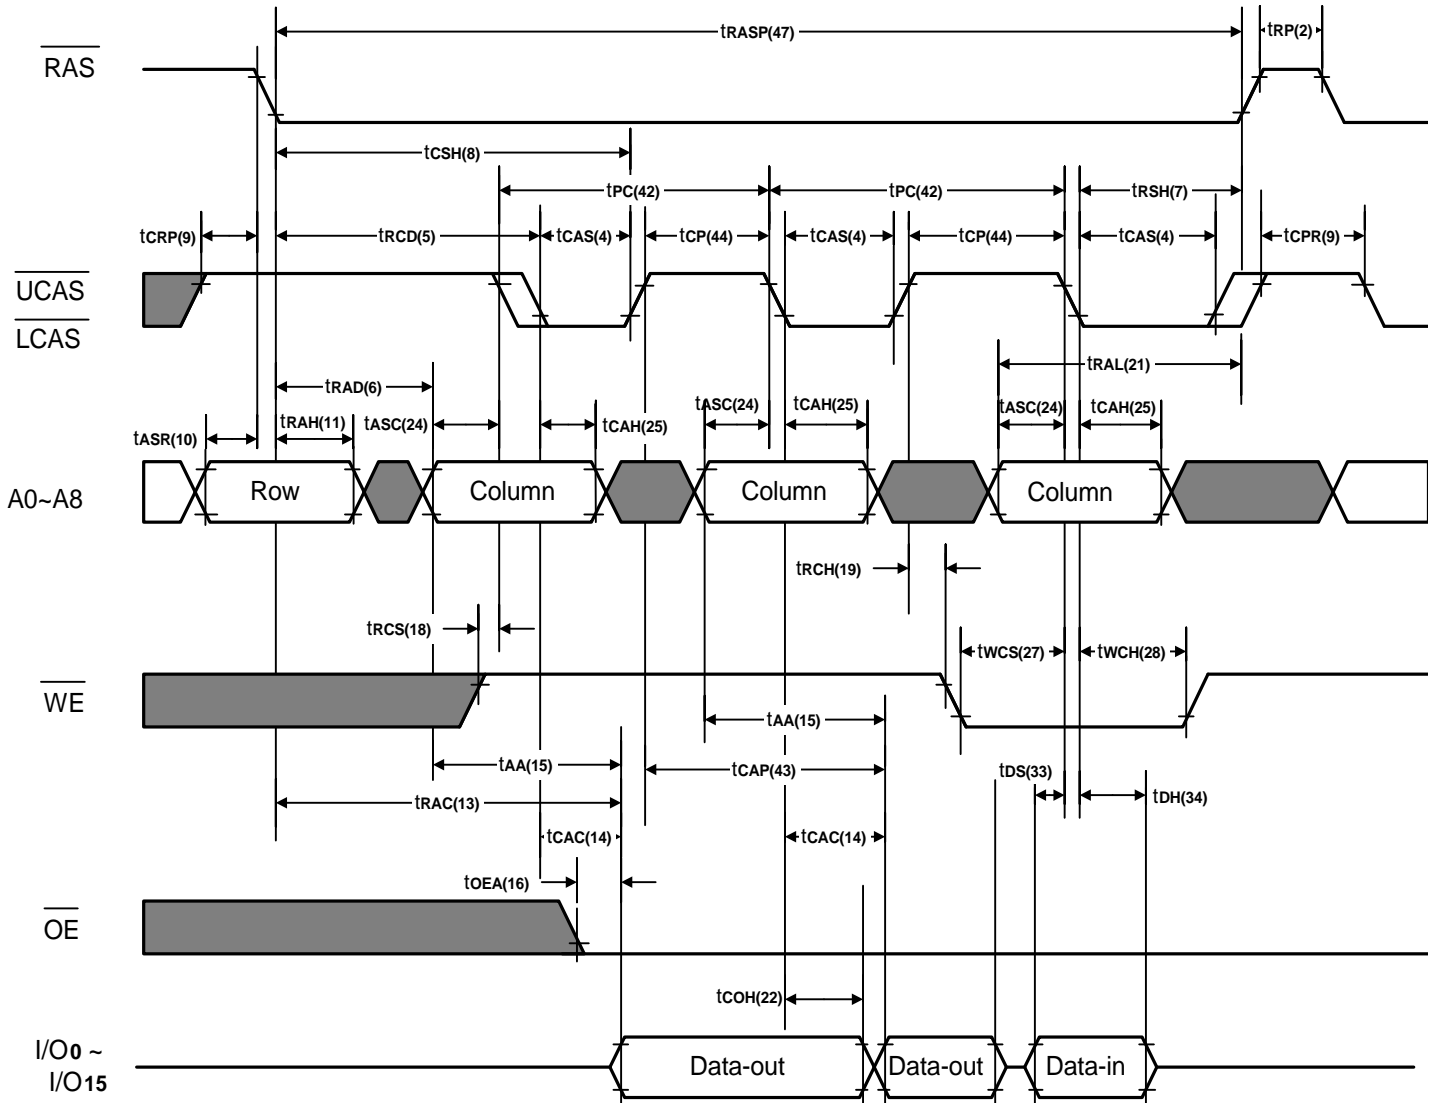 tRASP(47) tRP(2)
RAS
tCSH(8)
tPC(42) tPC(42) tRSH(7)
tCRP(9) tRCD(5) tCAS(4) tCP(44) tCAS(4) tCP(44) tCAS(4) tCPR(9)
UCAS
LCAS
tRAL(21)
tRAD(6)
tASR(10) tRAH(11) tASC(24) tCAH(25) tASC(24) tCAH(25) tASC(24) tCAH(25)
A0~A8 Row Column Column Column
tRCH(19)
tRCS(18) tWCS(27) tWCH(28)
WE
tAA(15)
tAA(15) tCAP(43) tDS(33)
tRAC(13) tDH(34)
tCAC(14) tCAC(14)
tOEA(16)
OE
tCOH(22)
I/O0 ~
I/O15 Data-out Data-out Data-in